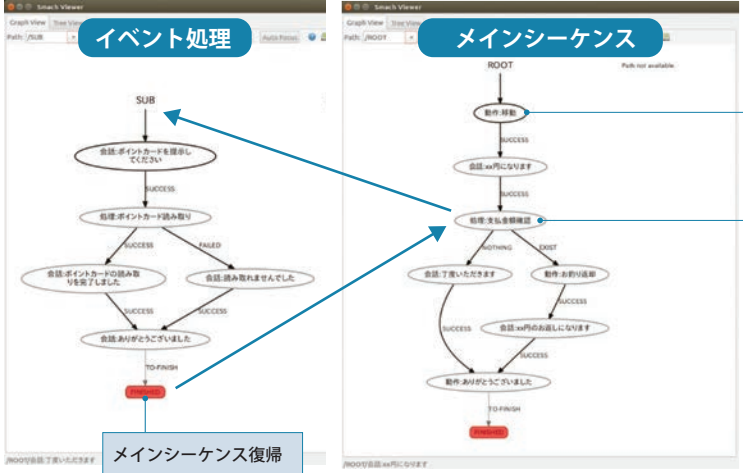 Smach Viewer
Graph View Tree View
Path: /SUB
Auto Focus
イベント処理
SUB
会話:ポイントカードを提示し
てください
SUCCESS
処理:ポイントカード読み取り
SUCCESS
FAILED
会話:ポイントカードの読み取
りを完了しました
会話:読み取れませんでした
SUCCESS
SUCCESS
会話:ありがとうございました
TO-FINISH
FINISHED
メインシーケンス復帰
/ROOT/会話:丁度いただきます
Smach Viewer
Graph View Tree View
Path: /ROOT
メインシーケンス
ROOT
Path not available.
動作:移動
SUCCESS
会話:xx円になります
SUCCESS
処理:支払金額確認
NOTHING
EXIST
会話:丁度いただきます
動作:お釣り返却
SUCCESS
SUCCESS
会話:xx円のお返しになります
SUCCESS
動作:ありがとうございました
TO-FINISH
FINISHED
/ROOT/会話:xx円になります